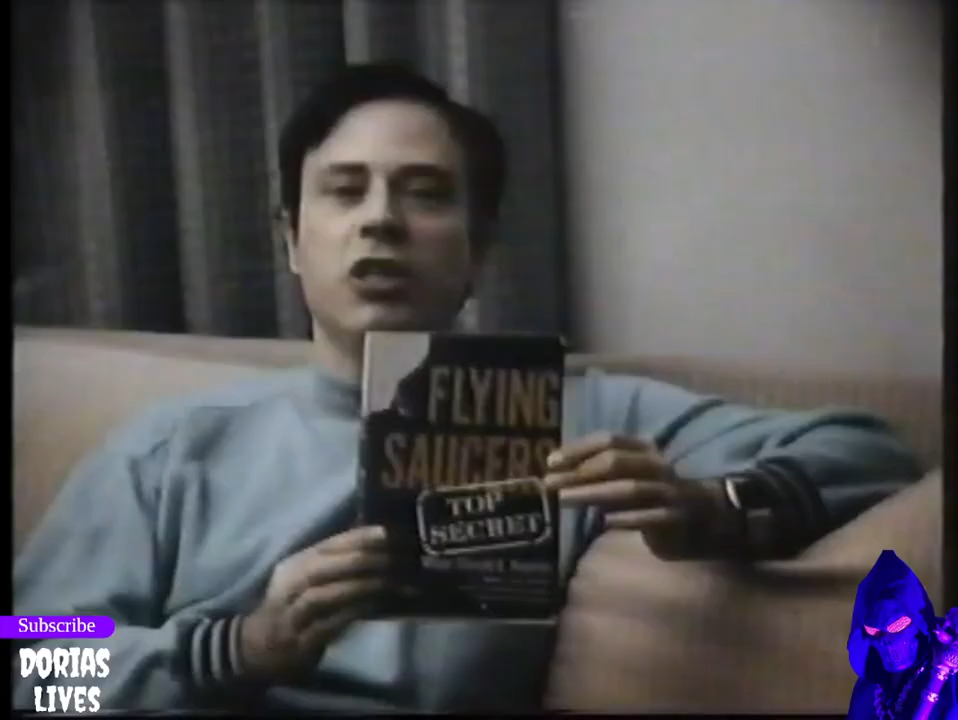 FLYING
SAUCERS
TOP
SECRET
Subscribe
DORIAS
LIVES